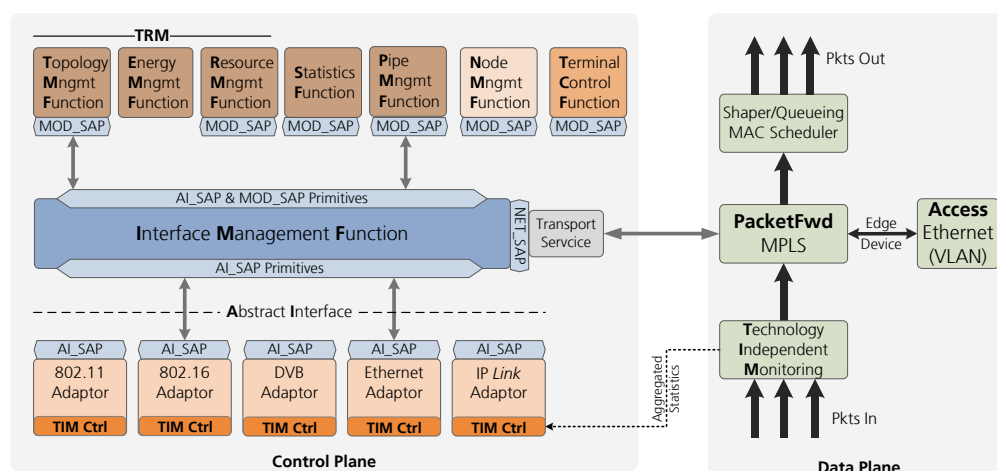 TRM
Topology
Mngmt
Function
MOD_SAP
Energy
Mngmt
Function
Resource
Mngmt
Function
MOD_SAP
Statistics
Function
MOD_SAP
Pipe
Mngmt
Function
MOD_SAP
Node
Mgmt
Function
MOD_SAP
Terminal
Control
Function
MOD_SAP
AI_SAP & MOD_SAP Primitives
Interface Management Function
AI_SAP Primitives
NET_SAP
Transport
Sercvice
Abstract Interface
AI_SAP
802.11
Adaptor
TIM Ctrl
AI_SAP
802.16
Adaptor
TIM Ctrl
AI_SAP
DVB
Adaptor
TIM Ctrl
AI_SAP
Ethernet
Adaptor
TIM Ctrl
AI_SAP
IP Link
Adaptor
TIM Ctrl
Control Plane
Aggregated
Statistics
Pkts Out
Shaper/Queueing
MAC Scheduler
PacketFwd
MPLS
Edge
Device
Access
Ethernet
(VLAN)
Technology
Independent
Monitoring
Pkts In
Data Plane